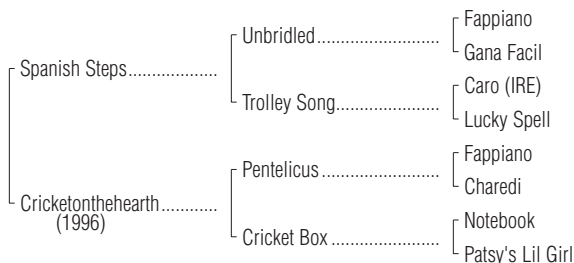 Fappiano
Unbridled
Gana Facil
Spanish Steps
Caro (IRE)
Trolley Song
Lucky Spell
Fappiano
Pentelicus
Charedi
Cricketonthehearth
(1996)
Notebook
Cricket Box
Patsy's Lil Girl